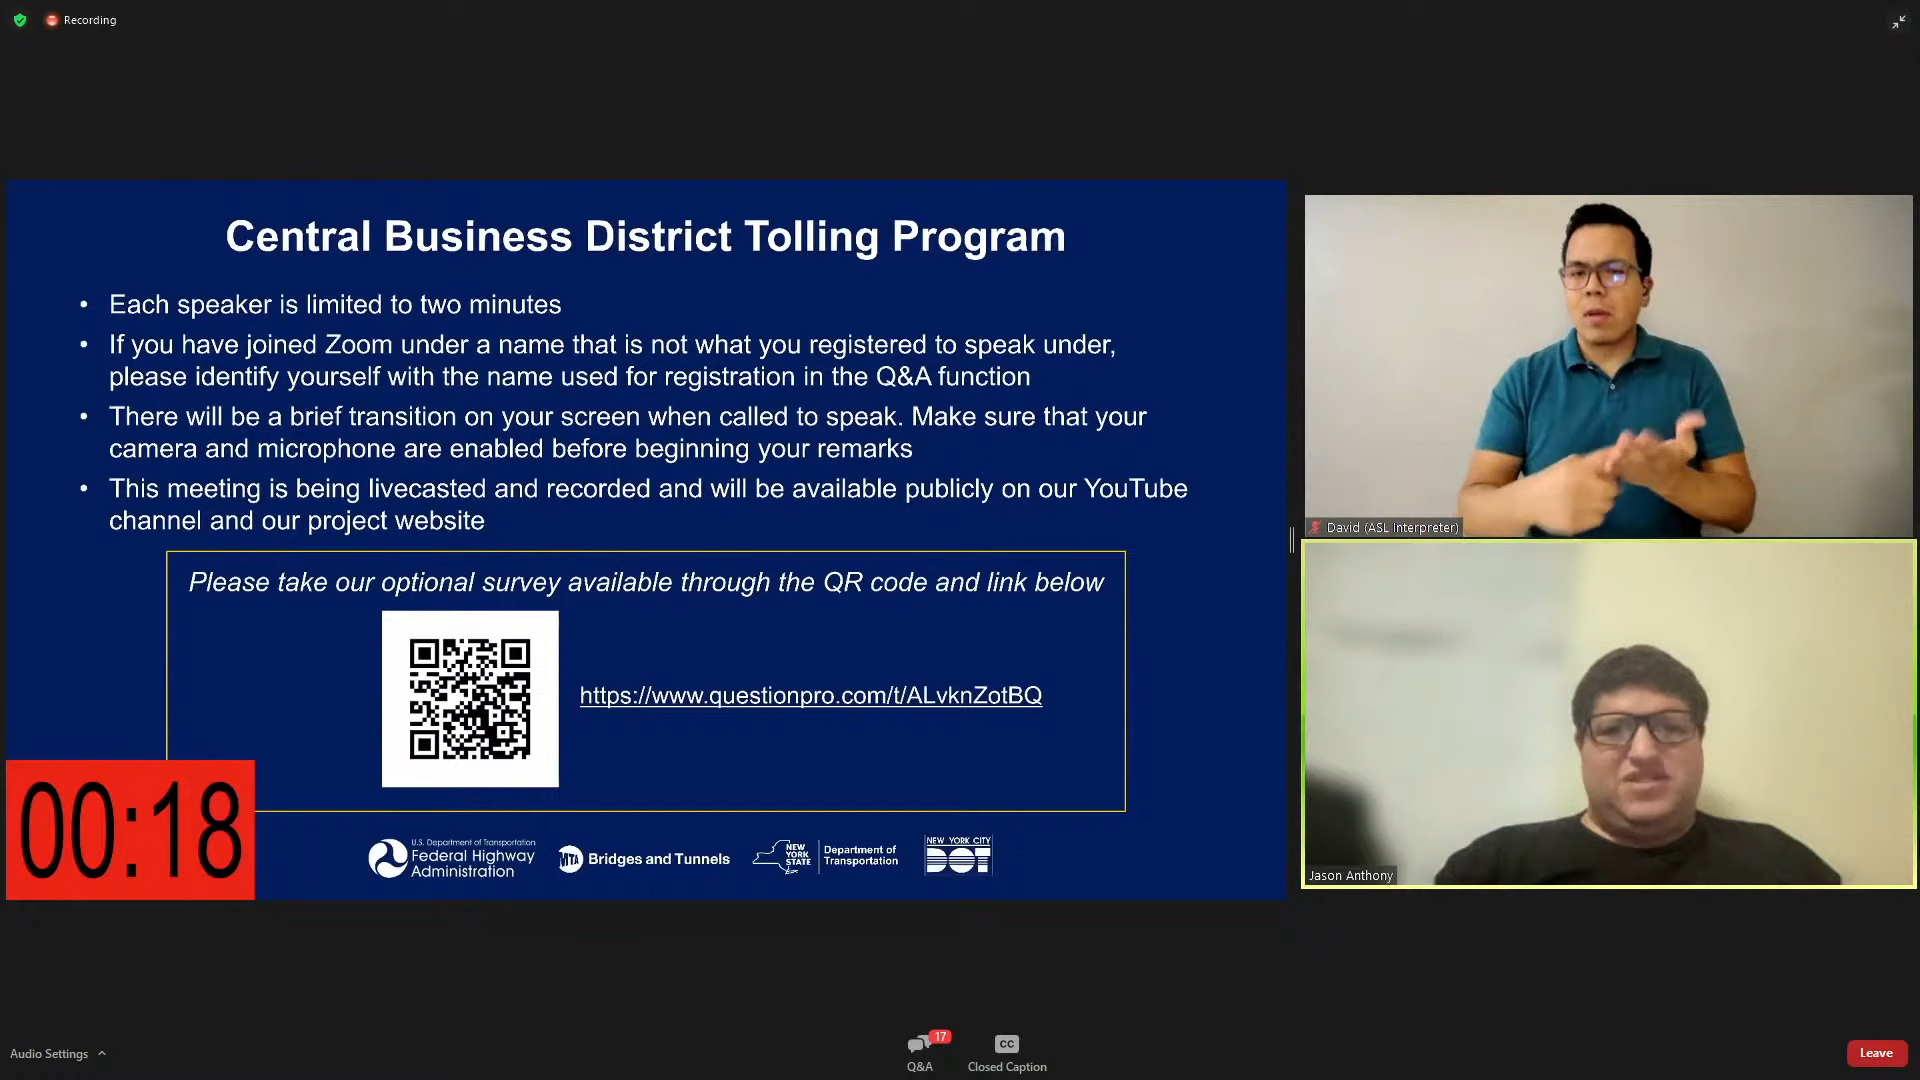 Recording
Central Business District Tolling Program
• Each speaker is limited to two minutes
• If you have joined Zoom under a name that is not what you registered to speak under,
please identify yourself with the name used for registration in the Q&A function
• There will be a brief transition on your screen when called to speak. Make sure that your
camera and microphone are enabled before beginning your remarks
• This meeting is being livecasted and recorded and will be available publicly on our YouTube
channel and our project website
Please take our optional survey available through the QR code and link below
https://www.questionpro.com/t/ALvknZotBQ
00:18
U.S. Department of Transportation
Federal Highway
Administration
MTA Bridges and Tunnels
NEW
YORK
STATE
Department of
Transportation
NEW YORK CITY
DOT
David (ASL Interpreter)
Jason Anthony
Audio Settings
17
Q&A
CC
Closed Caption
Leave